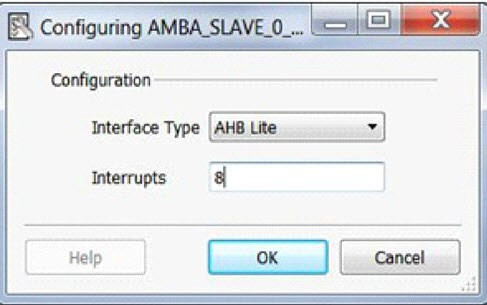 Configuring AMBA_SLAVE_0_...
Configuration
Interface Type AHB Lite
Interrupts 8
Help OK Cancel